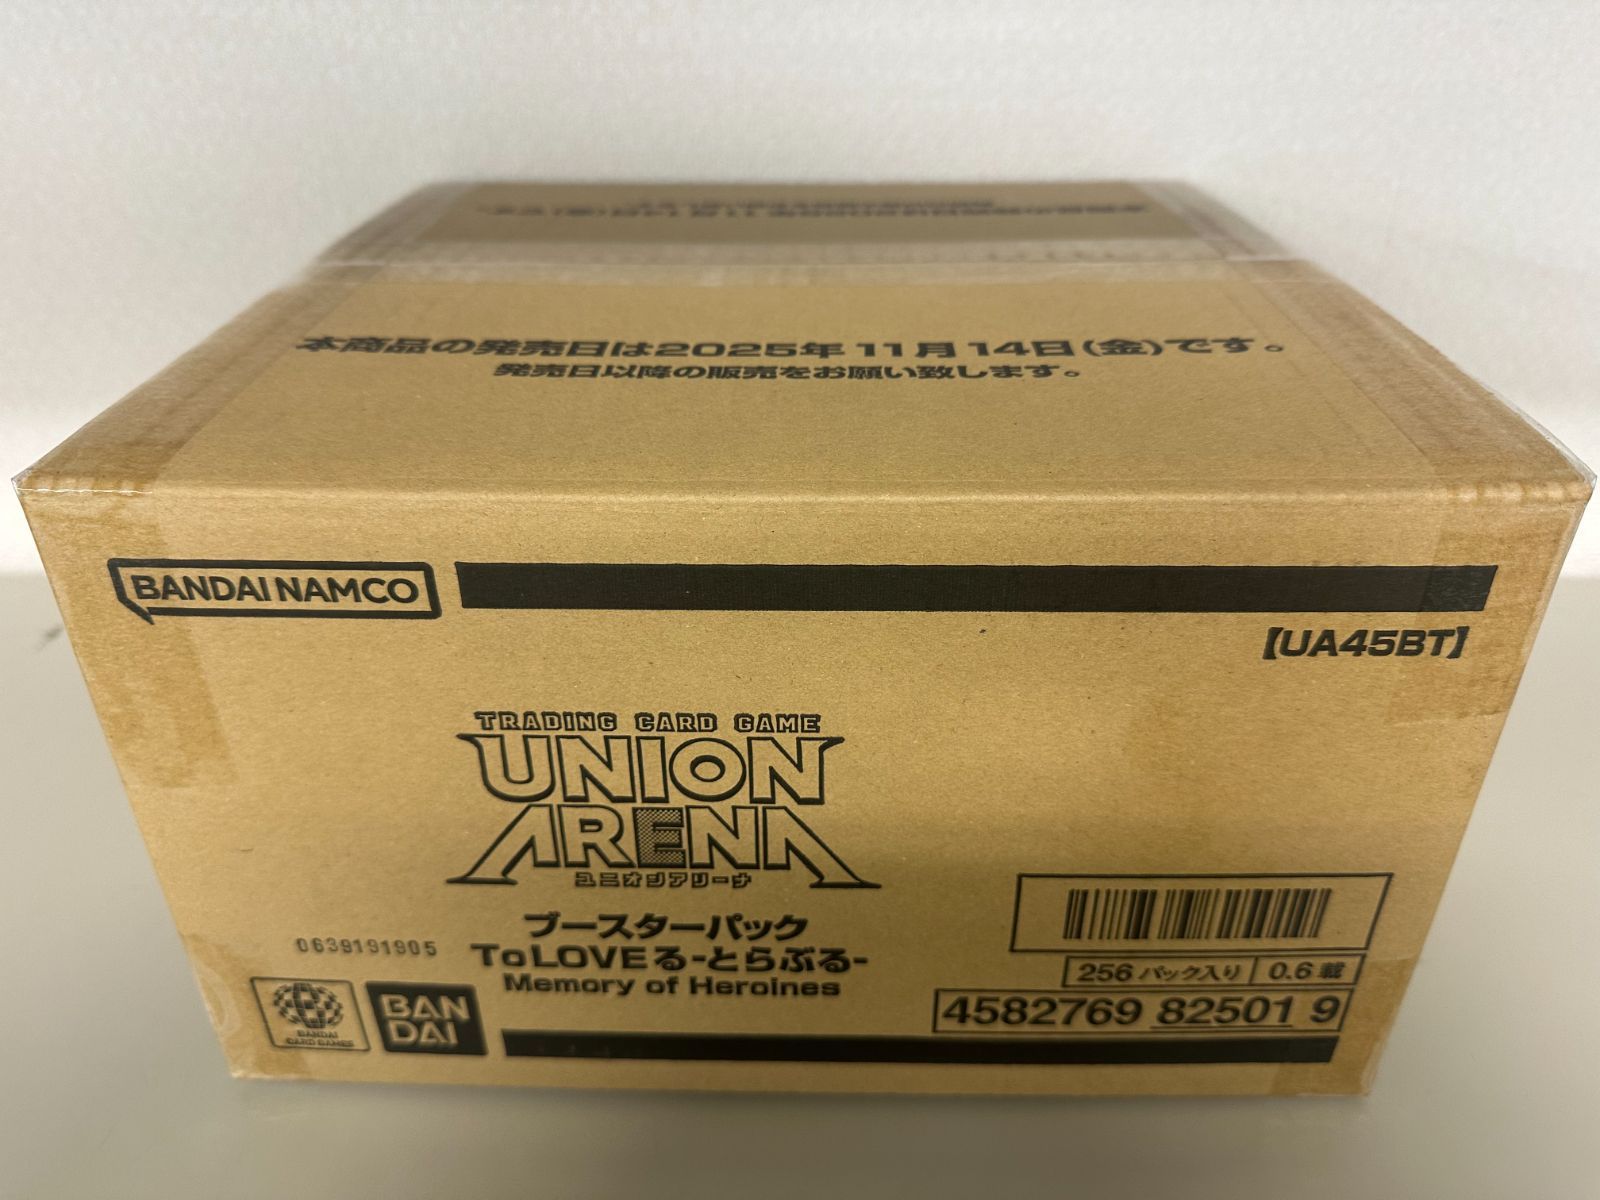 本商品の発売日は2025年11月14日(金)です。
発売日以降の販売をお願い致します。
BANDAI NAMCO
【UA45BT】
TRADING CARD GAME
UNION
ARENA
ユニオンアリーナ
ブースターパック
To LOVEる-とらぶる-
Memory of Heroines
0639191905
BANDAI
CARD GAMES
BAN
DAI
256 パック入り 0.6 載
4582769 82501 9